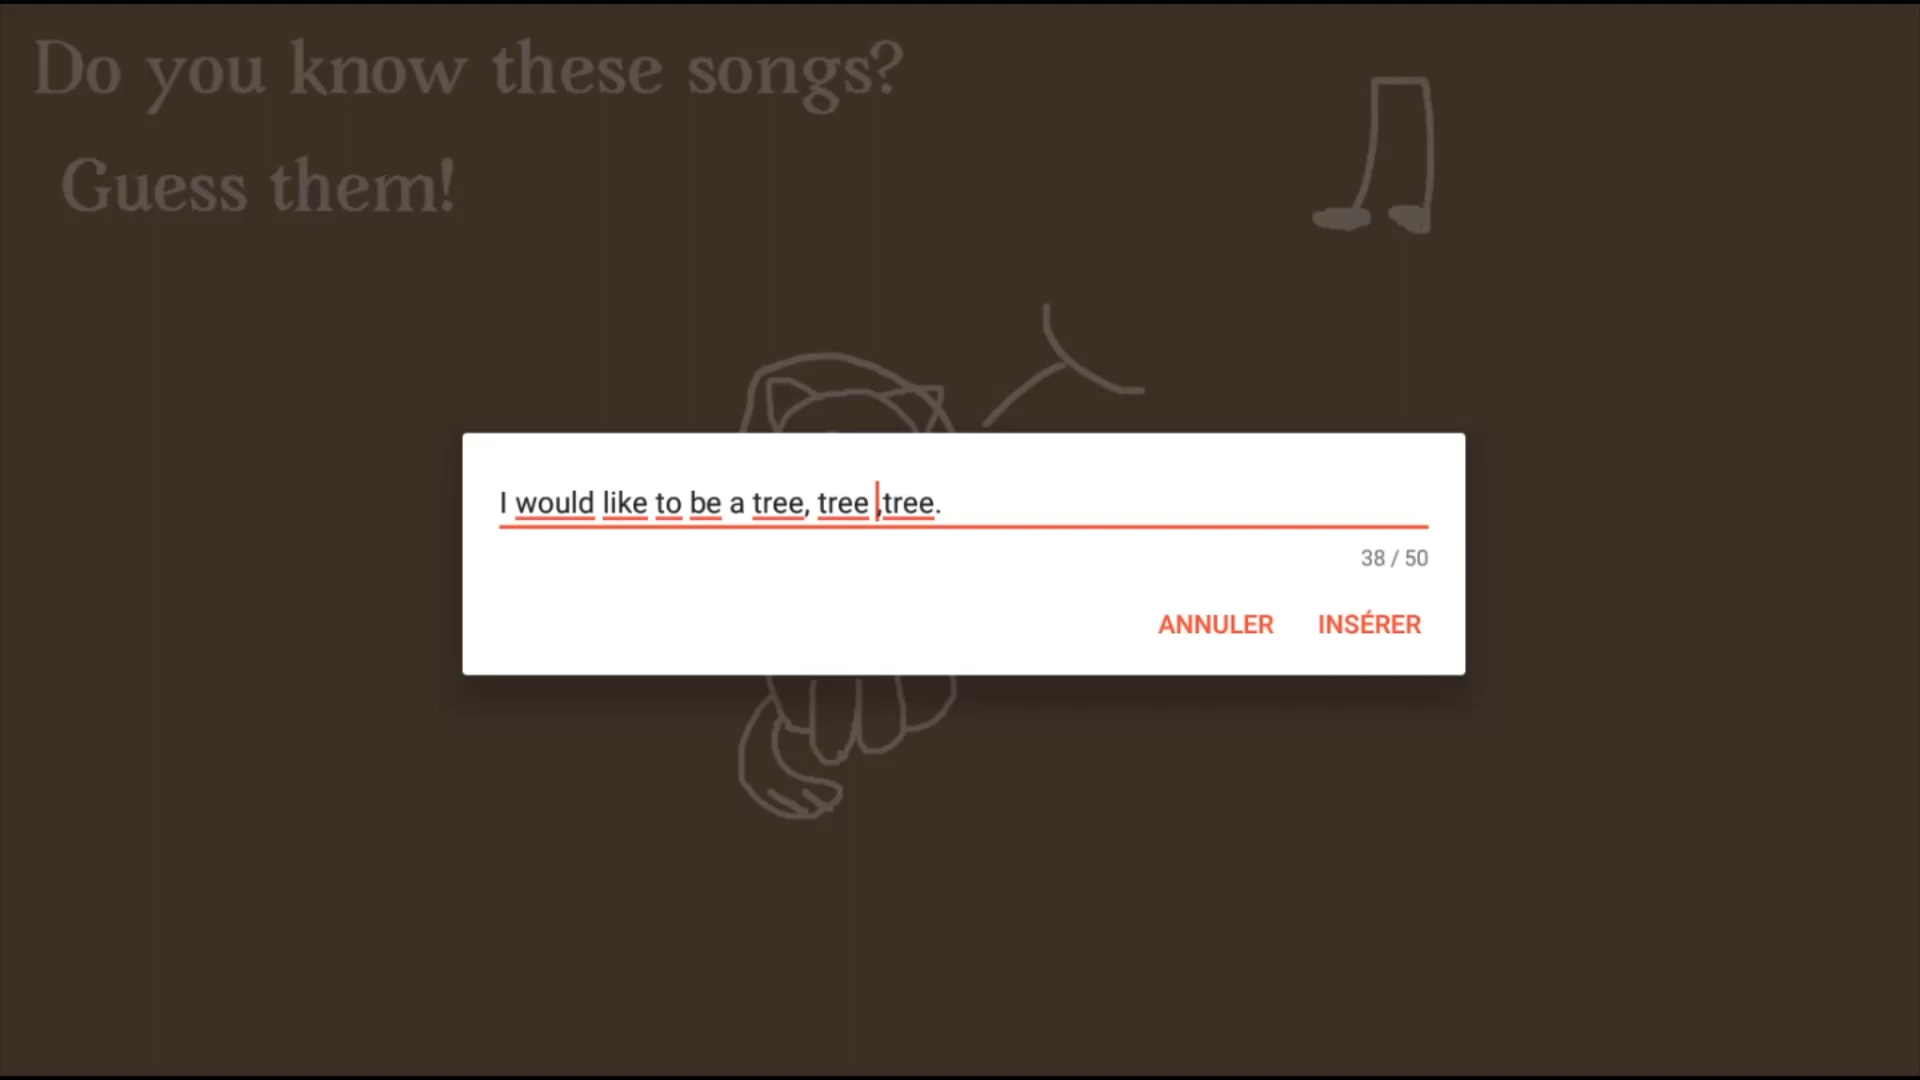 Do you know these songs?
Guess them!
I would like to be a tree, tree ,tree.
38 / 50
ANNULER INSÉRER